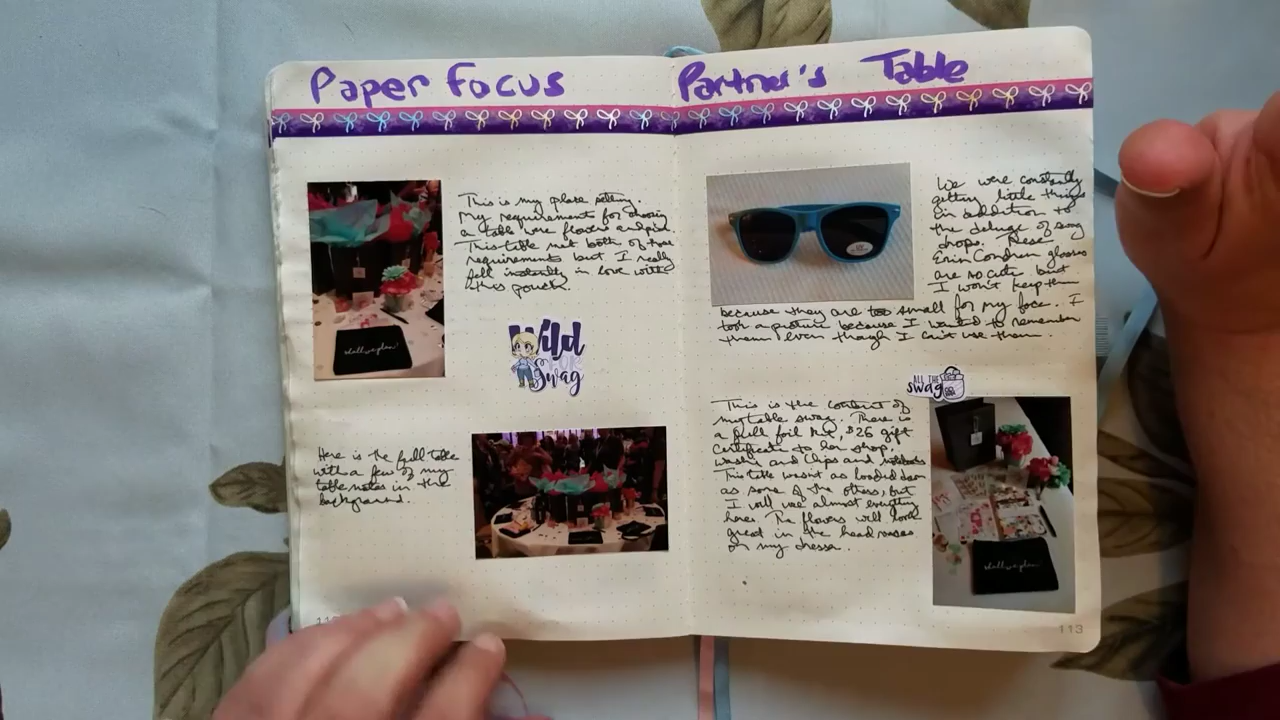 Paper Focus
Partner's Table
This is my place setting.
My requirements for chosing
a table were flowers and
This table met both of those
requirements but I really
fell instantly in love with
this pouch.
shall we plan?
Wild
Swag
Here is the full table
with a few of my
table mates in the
background.
We were constantly
getting little things
in addition to
the deluge of
shops. These
Erin Condren glasses
are so cute but
I won't keep them
because they are too small for my face. I
took a picture because I wanted to remember
them even though I can't use them
ALL THE
swag
This is the content of
my table swag. There is
a full foil kit, $25 gift
certificate to her shop,
washi and clips and
This table wasn't as loaded down
as some of the others, but
I will use almost everything
here. The flowers will look
great in the head vases
on my dresser.
shall we plan?
113